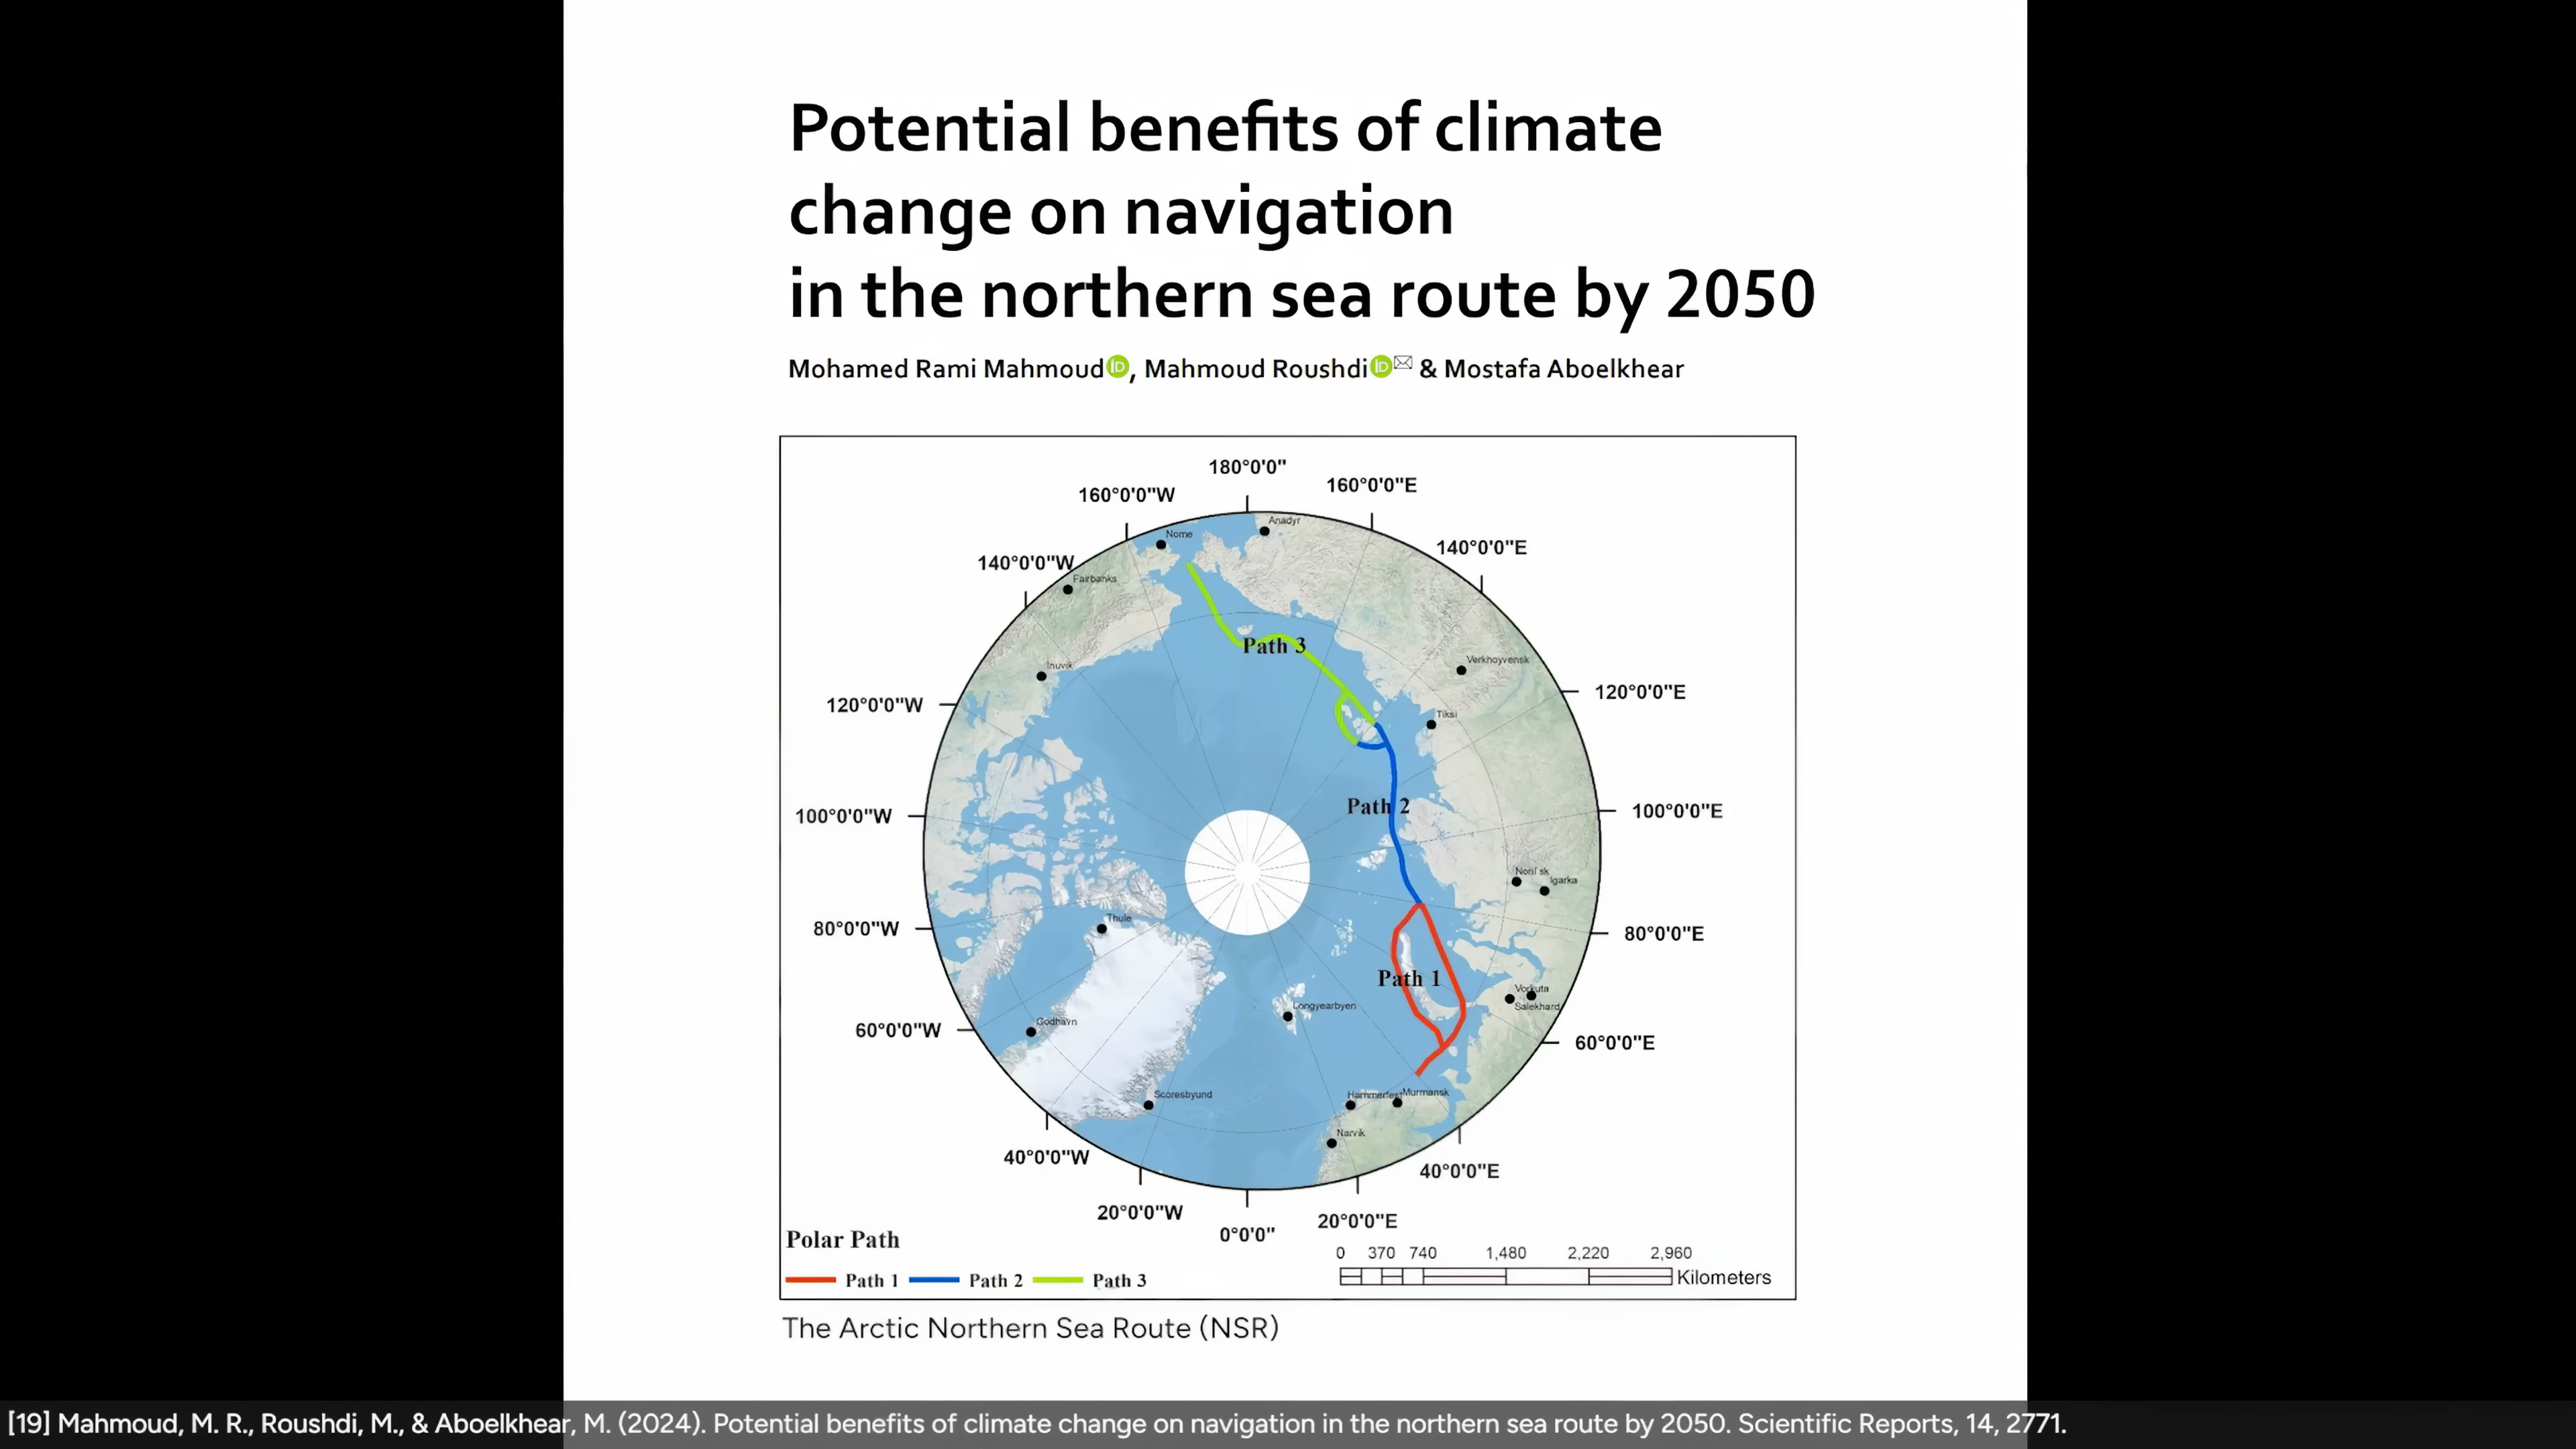 Potential benefits of climate
change on navigation
in the northern sea route by 2050
Mohamed Rami Mahmoud iD, Mahmoud Roushdi iD & Mostafa Aboelkhear
180°0'0"
160°0'0"W
160°0'0"E
Anadyr
Nome
140°0'0"W
140°0'0"E
Fairbanks
Path 3
Verkhoyvensk
Inuvik
120°0'0"W
120°0'0"E
Tiksi
Path 2
100°0'0"W
100°0'0"E
Noril'sk
Igarka
Thule
80°0'0"W
80°0'0"E
Path 1
Vorkuta
Longyearbyen
Salekhard
Godhavn
60°0'0"W
60°0'0"E
Scoresbyund
Hammerfest
Murmansk
Narvik
40°0'0"W
40°0'0"E
20°0'0"W
20°0'0"E
0°0'0"
Polar Path
Path 1 Path 2 Path 3
0 370 740 1,480 2,220 2,960
Kilometers
The Arctic Northern Sea Route (NSR)
[19] Mahmoud, M. R., Roushdi, M., & Aboelkhear, M. (2024). Potential benefits of climate change on navigation in the northern sea route by 2050. Scientific Reports, 14, 2771.